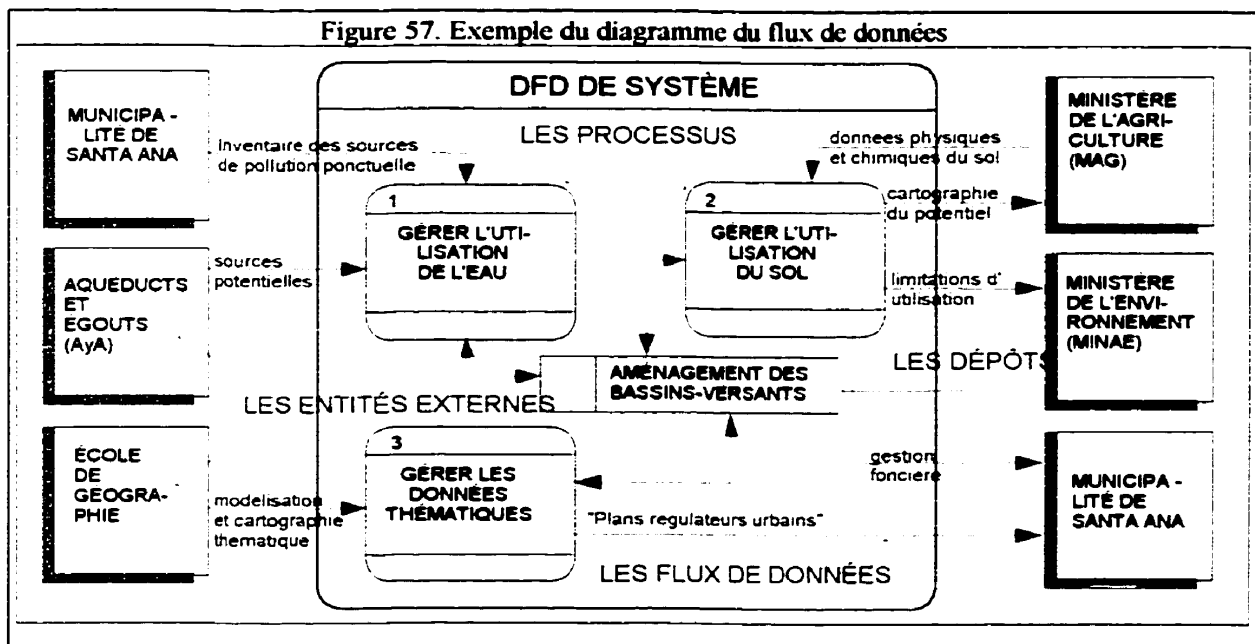 Figure 57. Exemple du diagramme du flux de données
DFD DE SYSTÈME
LES PROCESSUS
MUNICIPA -
LITÉ DE
SANTA ANA
Inventaire des sources
de pollution ponctuelle
AQUEDUCTS
ET
EGOUTS
(AyA)
sources
potentielles
ÉCOLE
DE
GÉOGRA-
PHIE
modelisation
et cartographie
thematique
1
GÉRER L'UTI-
LISATION
DE L'EAU
2
GÉRER L'UTI-
LISATION
DU SOL
AMÉNAGEMENT DES
BASSINS-VERSANTS
LES ENTITÉS EXTERNES
3
GÉRER LES
DONNÉES
THÉMATIQUES
"Plans regulateurs urbains"
LES FLUX DE DONNÉES
donnees physiques
et chimiques du sol
cartographie
du potentiel
limitations d'
utilisation
LES DÉPÔTS
gestion
foncière
MINISTÈRE
DE L'AGRI-
CULTURE
(MAG)
MINISTÈRE
DE L'ENVI-
RONNEMENT
(MINAE)
MUNICIPA -
LITÉ DE
SANTA ANA